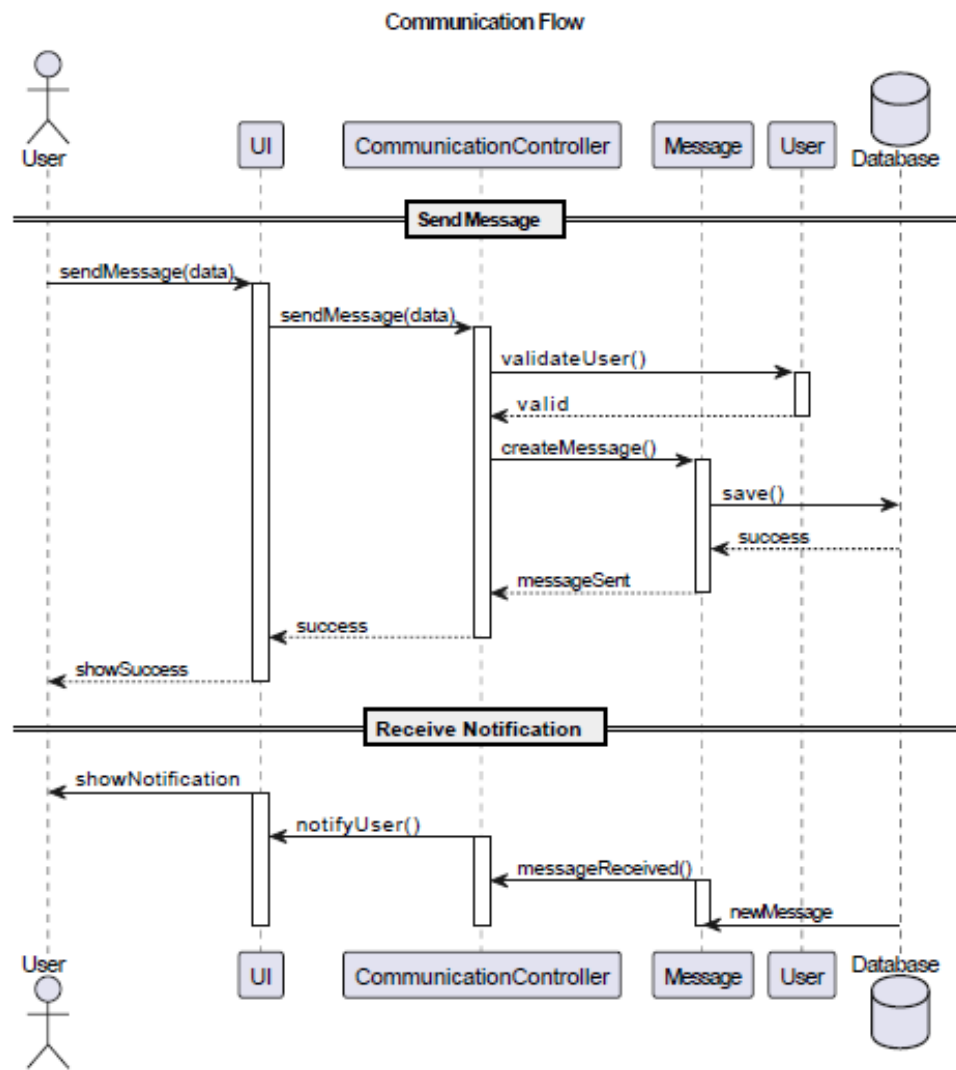 Communication Flow
User
UI
CommunicationController
Message
User
Database
Send Message
sendMessage(data)
sendMessage(data)
validateUser()
valid
createMessage()
save()
success
messageSent
success
showSuccess
Receive Notification
showNotification
notifyUser()
messageReceived()
newMessage
User
UI
CommunicationController
Message
User
Database